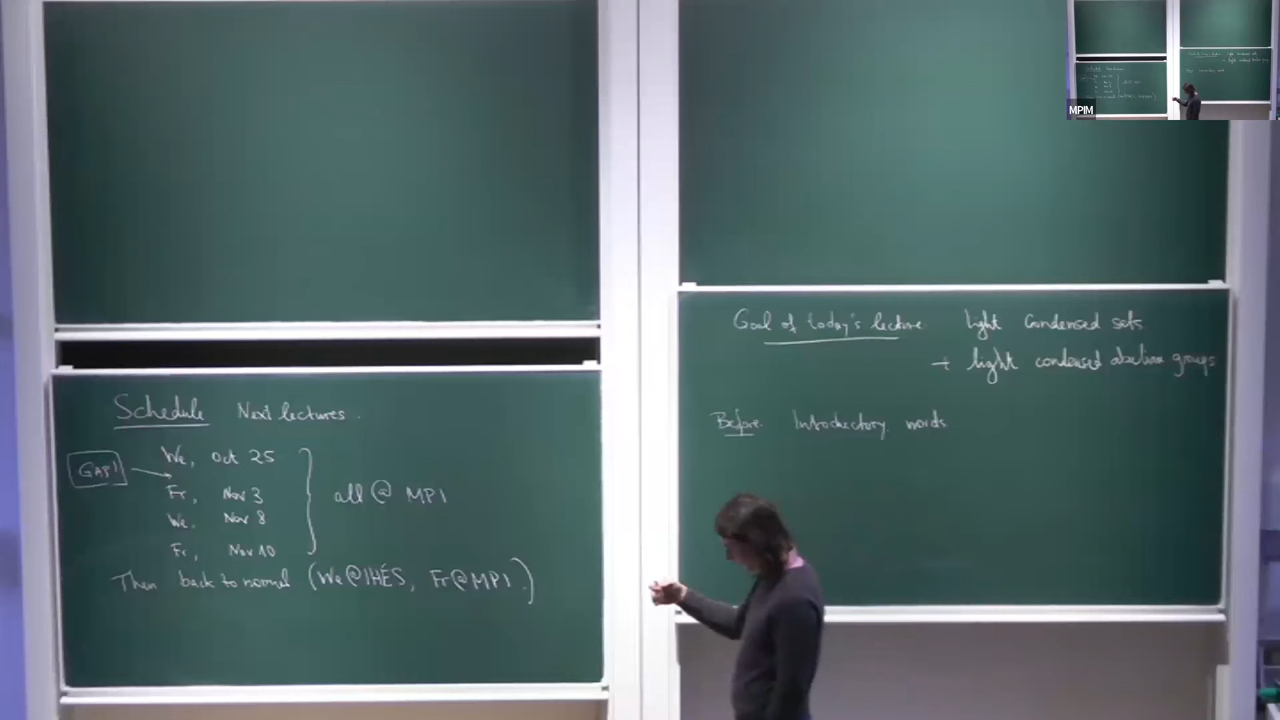 Schedule Next lectures.
We, Oct 25
GAP!
Fr, Nov 3
all @ MPI
We, Nov 8
Fr, Nov 10
Then back to normal (We@IHÉS, Fr@MPI.)
Goal of today's lecture light condensed sets
+ light condensed abelian groups
Before. Introductory words
MPIM